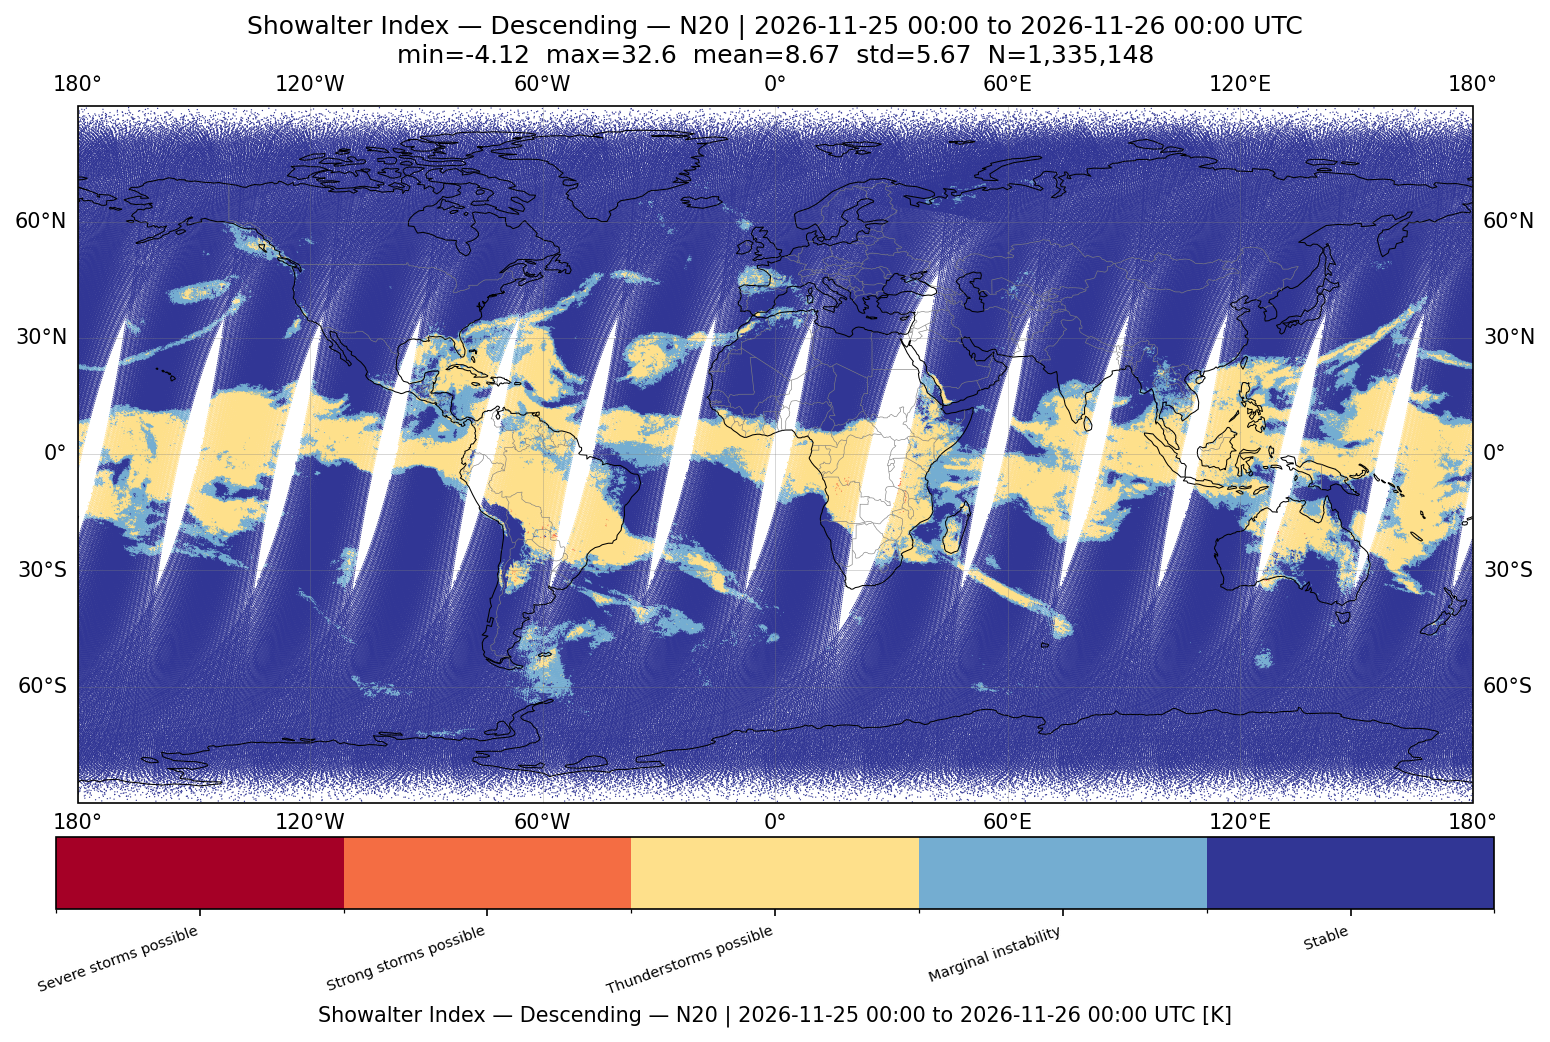 Showalter Index — Descending — N20 | 2026-11-25 00:00 to 2026-11-26 00:00 UTC
min=-4.12 max=32.6 mean=8.67 std=5.67 N=1,335,148
180° 120°W 60°W 0° 60°E 120°E 180°
60°N 60°N
30°N 30°N
0° 0°
30°S 30°S
60°S 60°S
180° 120°W 60°W 0° 60°E 120°E 180°
Severe storms possible Strong storms possible Thunderstorms possible Marginal instability Stable
Showalter Index — Descending — N20 | 2026-11-25 00:00 to 2026-11-26 00:00 UTC [K]